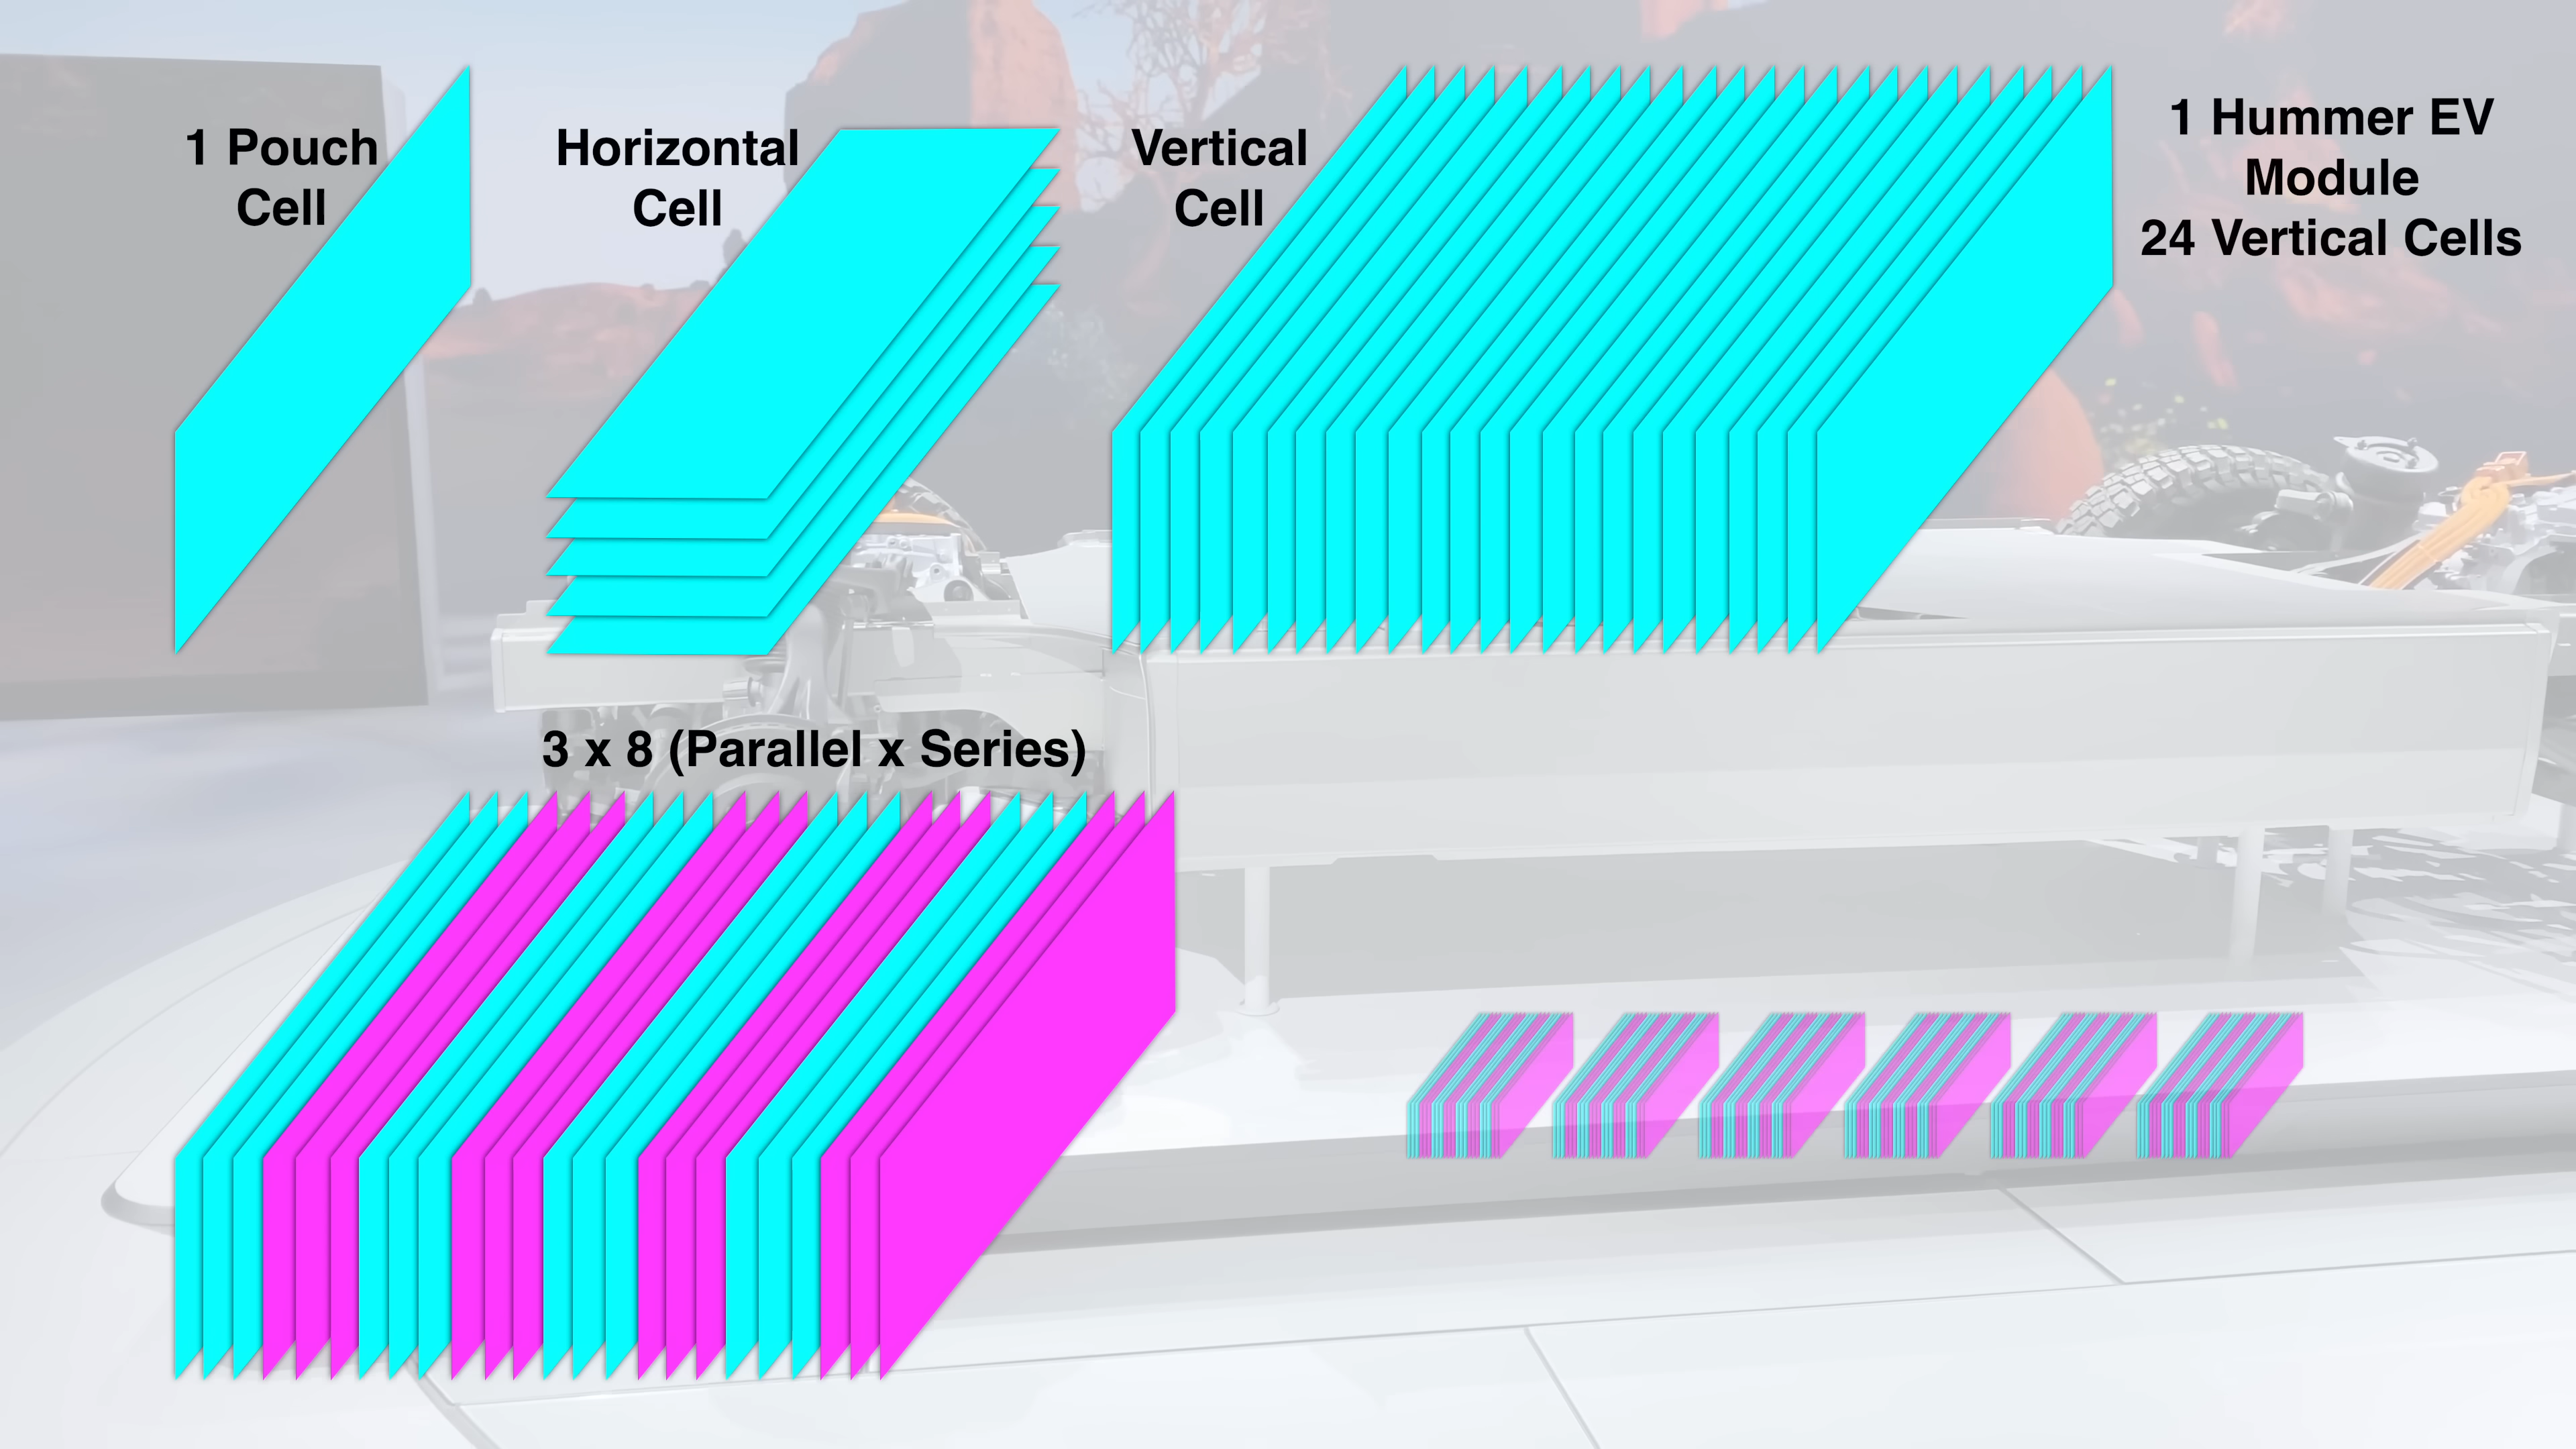 1 Pouch
Cell
Horizontal
Cell
Vertical
Cell
1 Hummer EV
Module
24 Vertical Cells
3 x 8 (Parallel x Series)